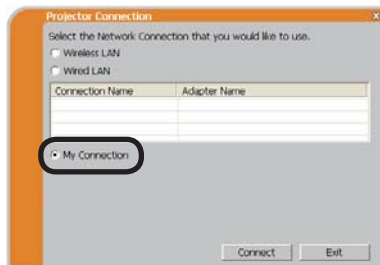 Projector Connection
x
Select the Network Connection that you would like to use.
Wireless LAN
Wired LAN
Connection Name Adapter Name
My Connection
Connect Exit